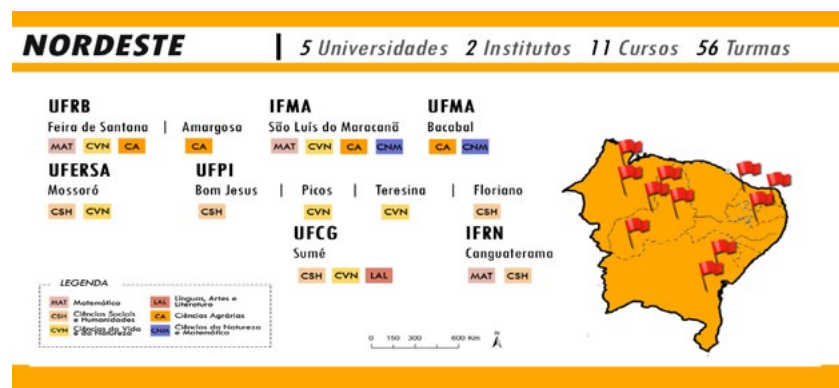 NORDESTE | 5 Universidades 2 Institutos 11 Cursos 56 Turmas
UFRB IFMA UFMA
Feira de Santana | Amargosa São Luís do Maracanã Bacabal
MAT CVN CA CA MAT CVN CA CNM CA CNM
UFERSA UFPI
Mossoró Bom Jesus | Picos | Teresina | Floriano
CSH CVN CSH CVN CVN CSH
UFCG IFRN
Sumé Canguaterama
CSH CVN LAL MAT CSH
LEGENDA
MAT Matemática LAL Línguas, Artes e Literatura
CSH Ciências Sociais e Humanidades CA Ciências Agrárias
CVN Ciências da Vida e da Natureza CNM Ciências da Natureza e Matemática
0 150 300 600 Km N